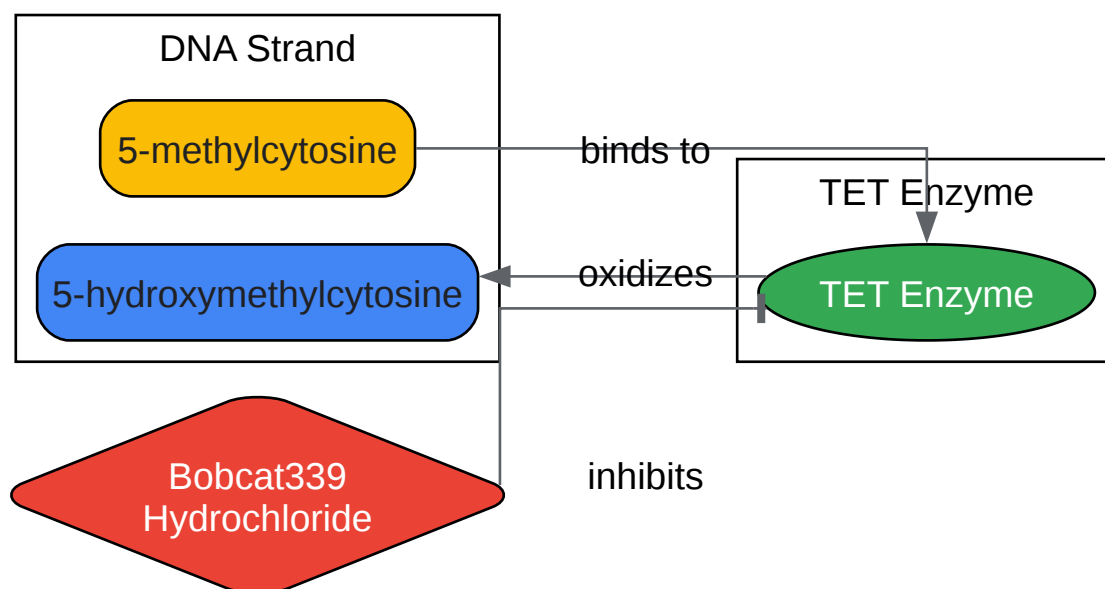 DNA Strand
5-methylcytosine
binds to
TET Enzyme
5-hydroxymethylcytosine
oxidizes
TET Enzyme
Bobcat339
Hydrochloride
inhibits